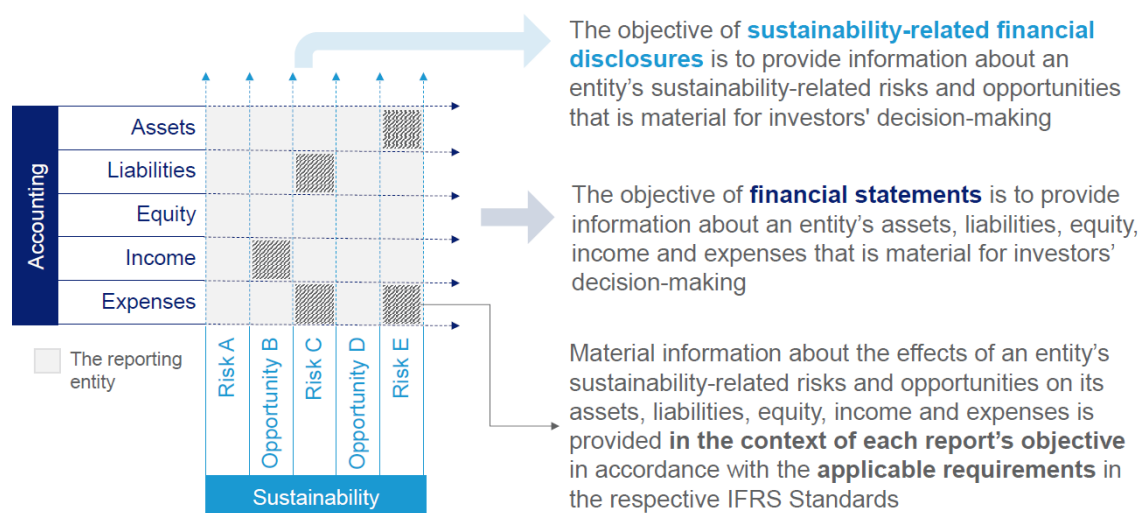 The objective of sustainability-related financial
disclosures is to provide information about an
entity’s sustainability-related risks and opportunities
that is material for investors' decision-making
Accounting
Assets
Liabilities
Equity
Income
Expenses
The objective of financial statements is to provide
information about an entity’s assets, liabilities, equity,
income and expenses that is material for investors’
decision-making
The reporting
entity
Risk A
Opportunity B
Risk C
Opportunity D
Risk E
Sustainability
Material information about the effects of an entity’s
sustainability-related risks and opportunities on its
assets, liabilities, equity, income and expenses is
provided in the context of each report’s objective
in accordance with the applicable requirements in
the respective IFRS Standards